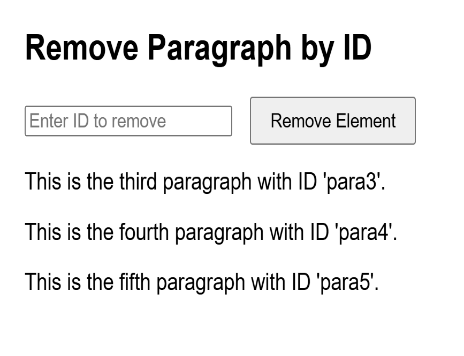 Remove Paragraph by ID
Enter ID to remove Remove Element
This is the third paragraph with ID 'para3'.
This is the fourth paragraph with ID 'para4'.
This is the fifth paragraph with ID 'para5'.